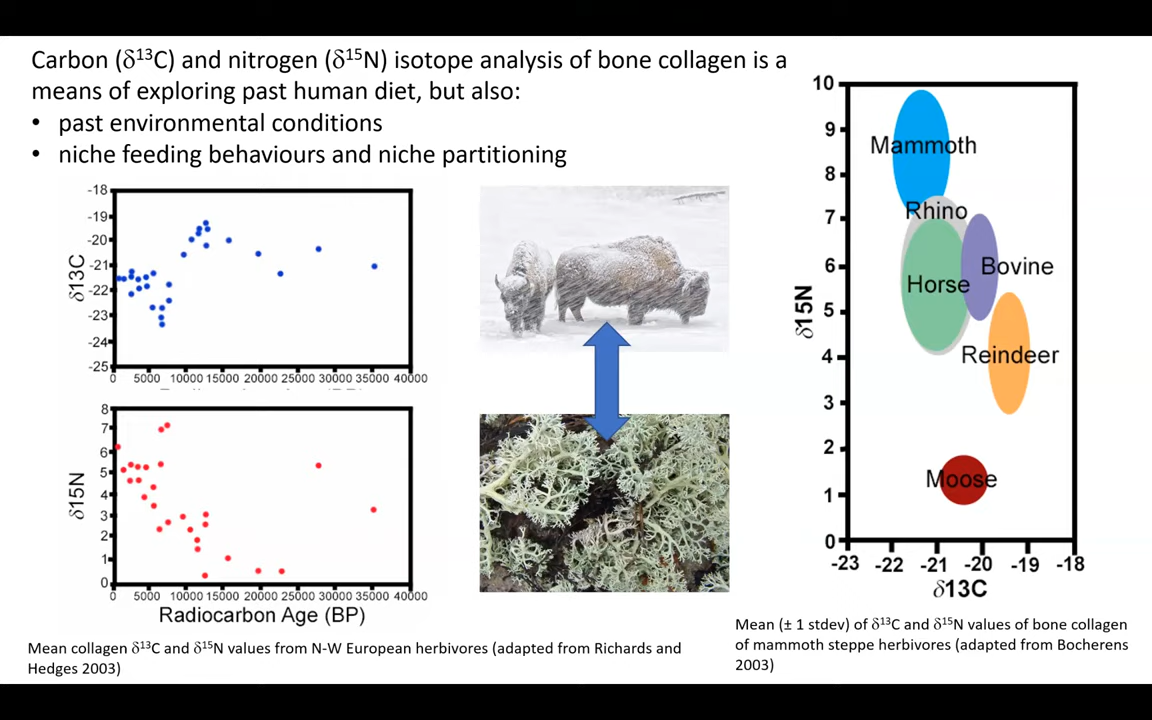 Carbon (δ13C) and nitrogen (δ15N) isotope analysis of bone collagen is a
means of exploring past human diet, but also:
• past environmental conditions
• niche feeding behaviours and niche partitioning
-18
-19
-20
-21
-22
-23
-24
-25
δ13C
0 5000 10000 15000 20000 25000 30000 35000 40000
8
7
6
5
4
3
2
1
0
δ15N
0 5000 10000 15000 20000 25000 30000 35000 40000
Radiocarbon Age (BP)
Mean collagen δ13C and δ15N values from N-W European herbivores (adapted from Richards and
Hedges 2003)
10
9
8
7
6
5
4
3
2
1
0
δ15N
Mammoth
Rhino
Bovine
Horse
Reindeer
Moose
-23 -22 -21 -20 -19 -18
δ13C
Mean (± 1 stdev) of δ13C and δ15N values of bone collagen
of mammoth steppe herbivores (adapted from Bocherens
2003)